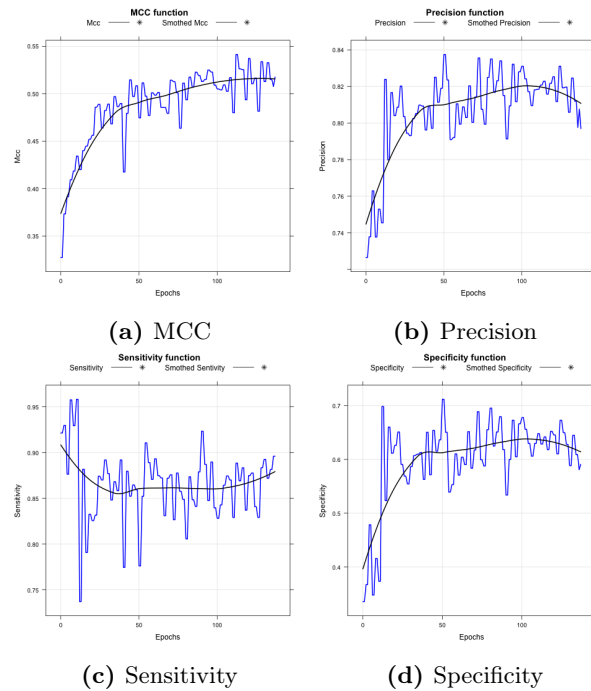 MCC function
Mcc Smothed Mcc
0.55
0.50
0.45
0.40
0.35
Mcc
0 50 100
Epochs
(a) MCC
Precision function
Precision Smothed Precision
0.84
0.82
0.80
0.78
0.76
0.74
Precision
0 50 100
Epochs
(b) Precision
Sensitivity function
Sensitivity Smothed Sentivity
0.95
0.90
0.85
0.80
0.75
Sensitivity
0 50 100
Epochs
(c) Sensitivity
Specificity function
Specificity Smothed Specificity
0.7
0.6
0.5
0.4
Specificity
0 50 100
Epochs
(d) Specificity